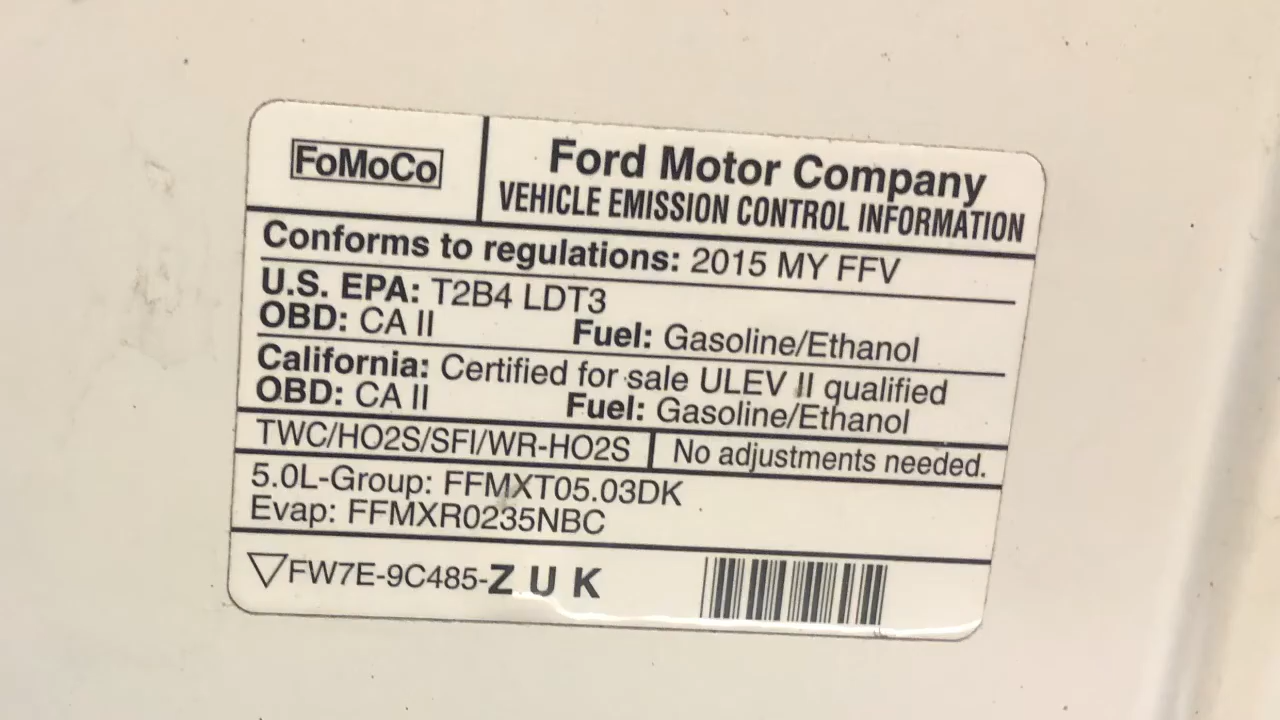 FoMoCo
Ford Motor Company
VEHICLE EMISSION CONTROL INFORMATION
Conforms to regulations: 2015 MY FFV
U.S. EPA: T2B4 LDT3
OBD: CA II Fuel: Gasoline/Ethanol
California: Certified for sale ULEV II qualified
OBD: CA II Fuel: Gasoline/Ethanol
TWC/HO2S/SFI/WR-HO2S No adjustments needed.
5.0L-Group: FFMXT05.03DK
Evap: FFMXR0235NBC
▽FW7E-9C485-Z U K